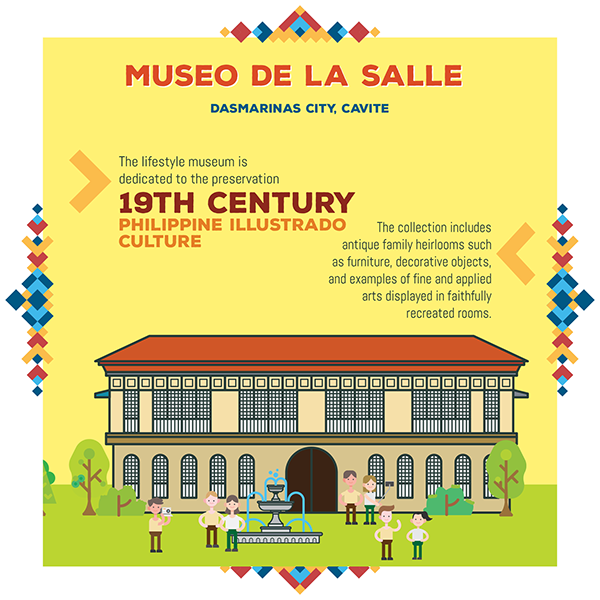 MUSEO DE LA SALLE
DASMARINAS CITY, CAVITE
The lifestyle museum is
dedicated to the preservation
19TH CENTURY
PHILIPPINE ILLUSTRADO
CULTURE
The collection includes
antique family heirlooms such
as furniture, decorative objects,
and examples of fine and applied
arts displayed in faithfully
recreated rooms.